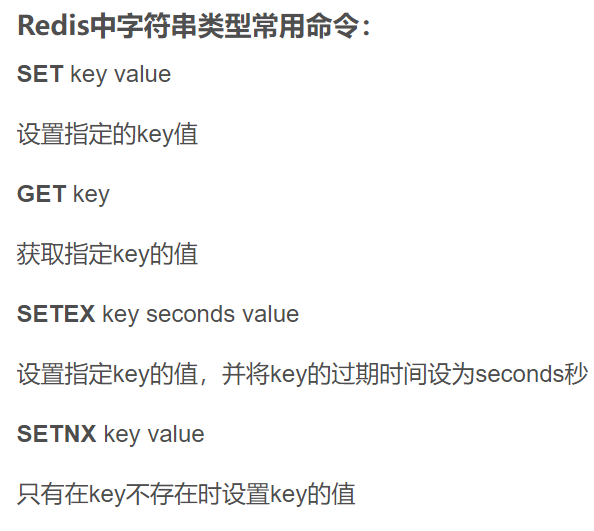 Redis中字符串类型常用命令：
SET key value
设置指定的key值
GET key
获取指定key的值
SETEX key seconds value
设置指定key的值，并将key的过期时间设为seconds秒
SETNX key value
只有在key不存在时设置key的值